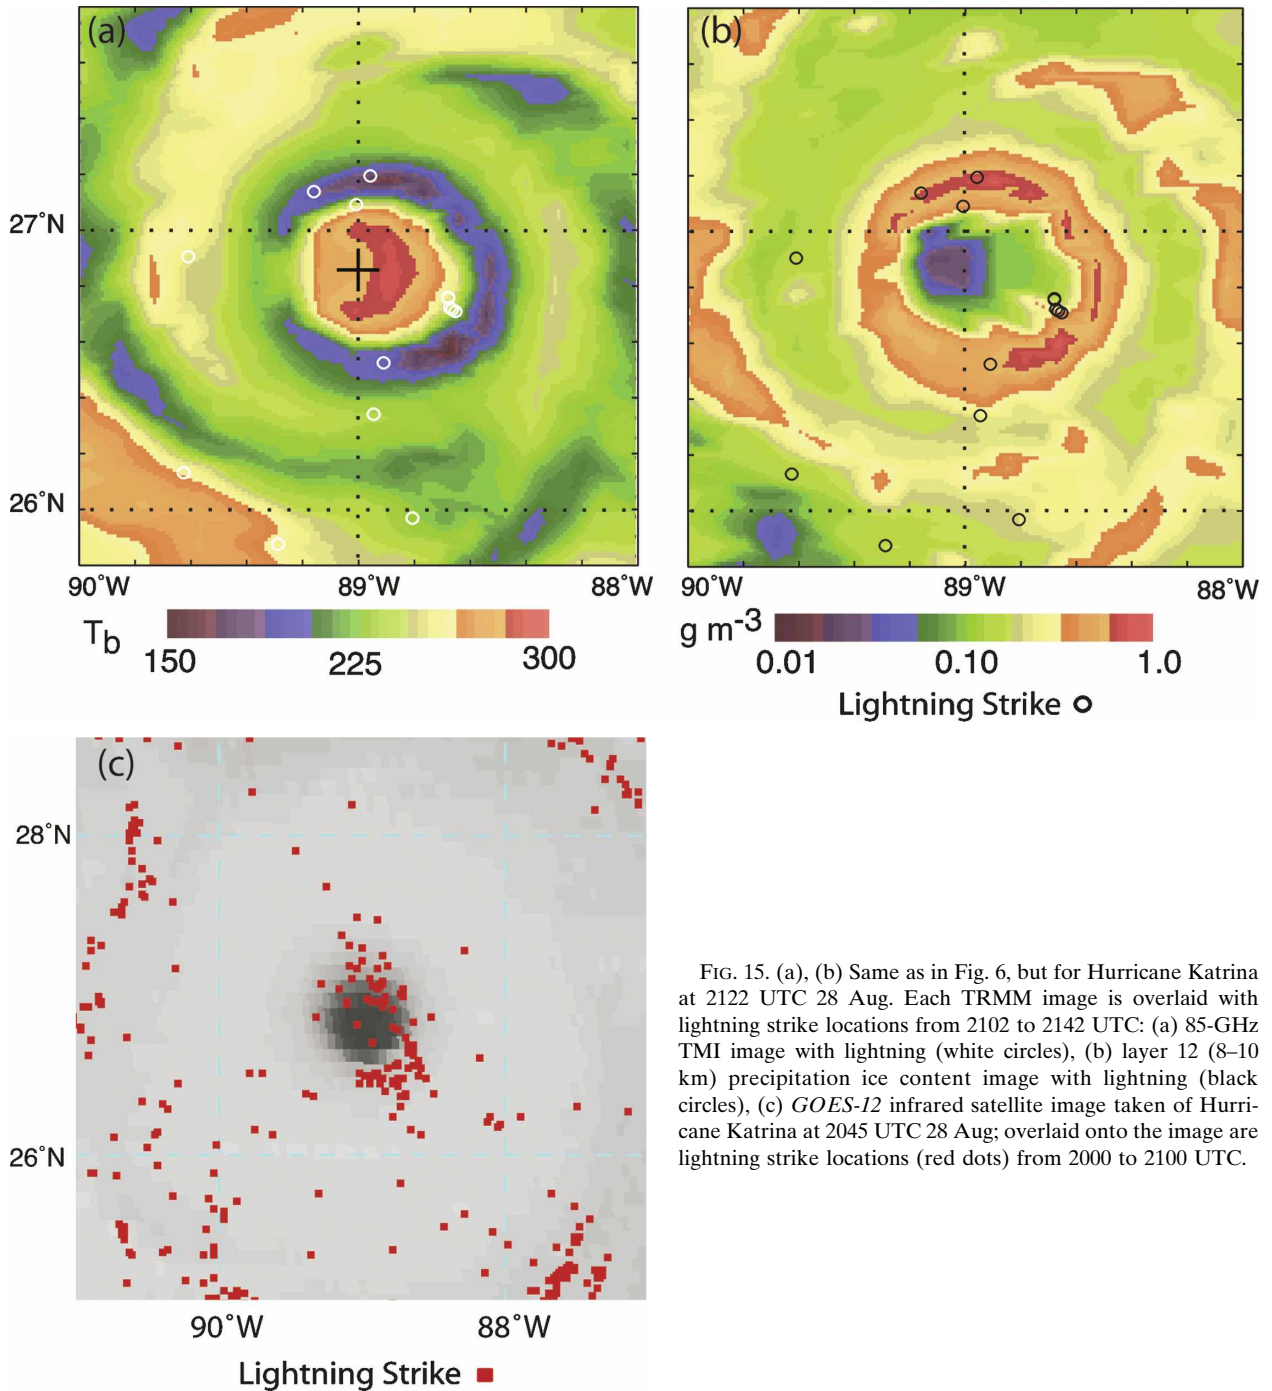 (a)
(b)
27°N
26°N
90°W 89°W 88°W
90°W 89°W 88°W
T_b
150 225 300
g m-3
0.01 0.10 1.0
Lightning Strike
(c)
28°N
26°N
90°W 88°W
Lightning Strike
FIG. 15. (a), (b) Same as in Fig. 6, but for Hurricane Katrina
at 2122 UTC 28 Aug. Each TRMM image is overlaid with
lightning strike locations from 2102 to 2142 UTC: (a) 85-GHz
TMI image with lightning (white circles), (b) layer 12 (8–10
km) precipitation ice content image with lightning (black
circles), (c) GOES-12 infrared satellite image taken of Hurri-
cane Katrina at 2045 UTC 28 Aug; overlaid onto the image are
lightning strike locations (red dots) from 2000 to 2100 UTC.